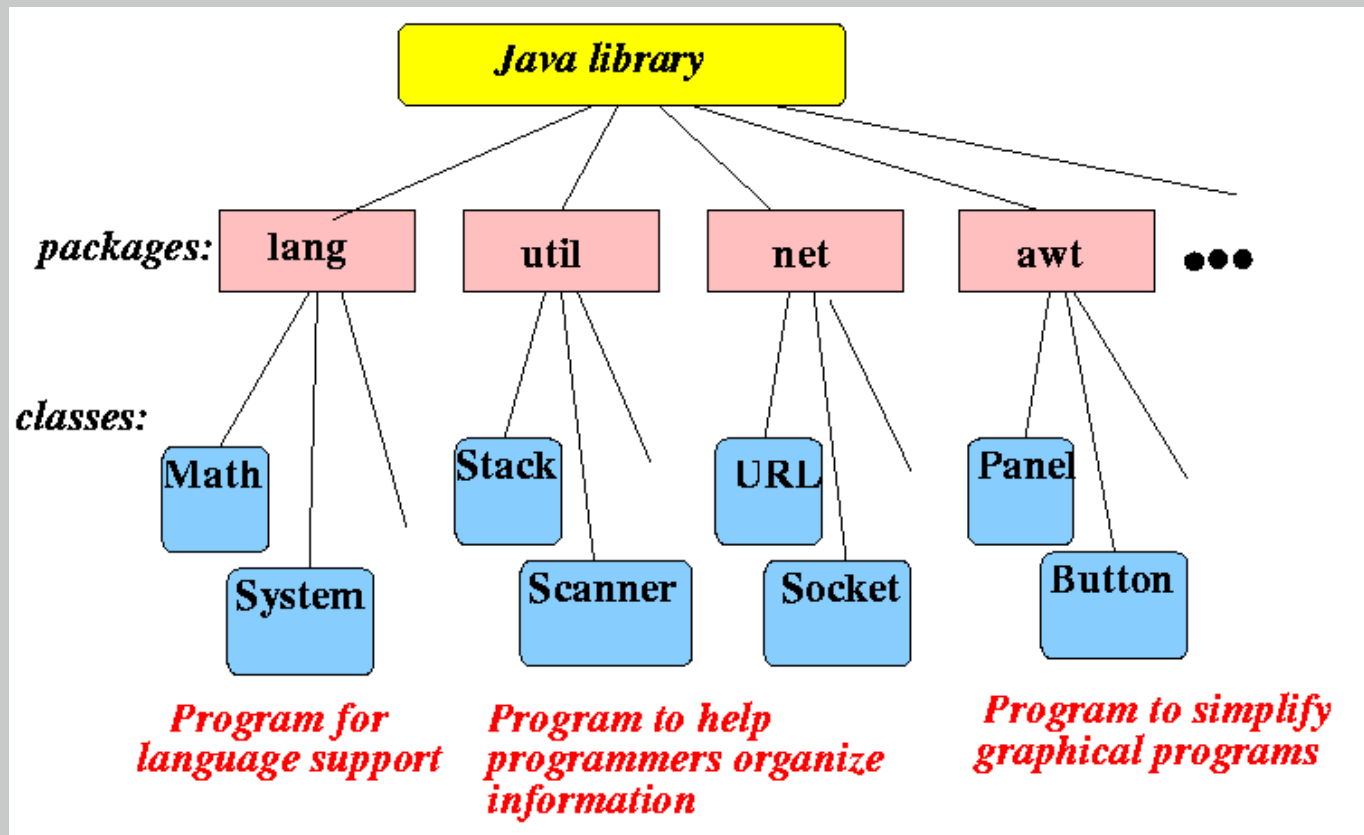 Java library
packages: lang util net awt
classes:
Math Stack URL Panel
System Scanner Socket Button
Program for
language support
Program to help
programmers organize
information
Program to simplify
graphical programs